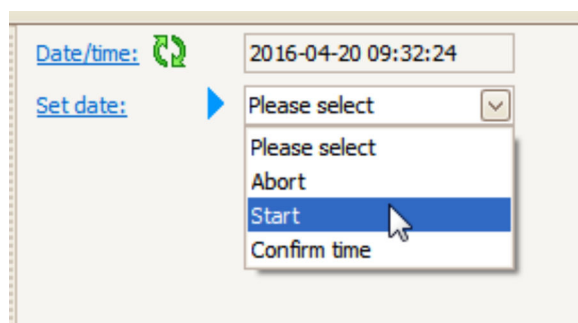 Date/time: 2016-04-20 09:32:24
Set date: Please select
Please select
Abort
Start
Confirm time